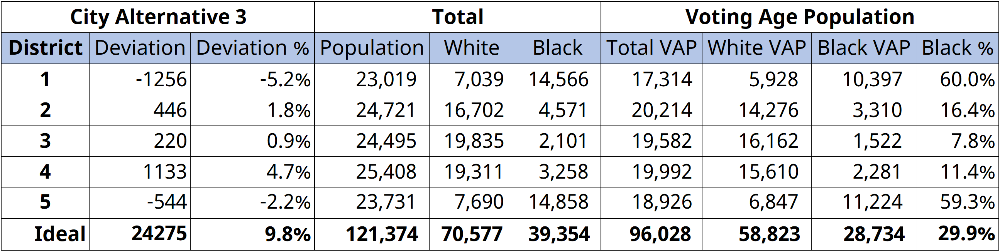 City Alternative 3 Total Voting Age Population
District Deviation Deviation % Population White Black Total VAP White VAP Black VAP Black %
1 -1256 -5.2% 23,019 7,039 14,566 17,314 5,928 10,397 60.0%
2 446 1.8% 24,721 16,702 4,571 20,214 14,276 3,310 16.4%
3 220 0.9% 24,495 19,835 2,101 19,582 16,162 1,522 7.8%
4 1133 4.7% 25,408 19,311 3,258 19,992 15,610 2,281 11.4%
5 -544 -2.2% 23,731 7,690 14,858 18,926 6,847 11,224 59.3%
Ideal 24275 9.8% 121,374 70,577 39,354 96,028 58,823 28,734 29.9%